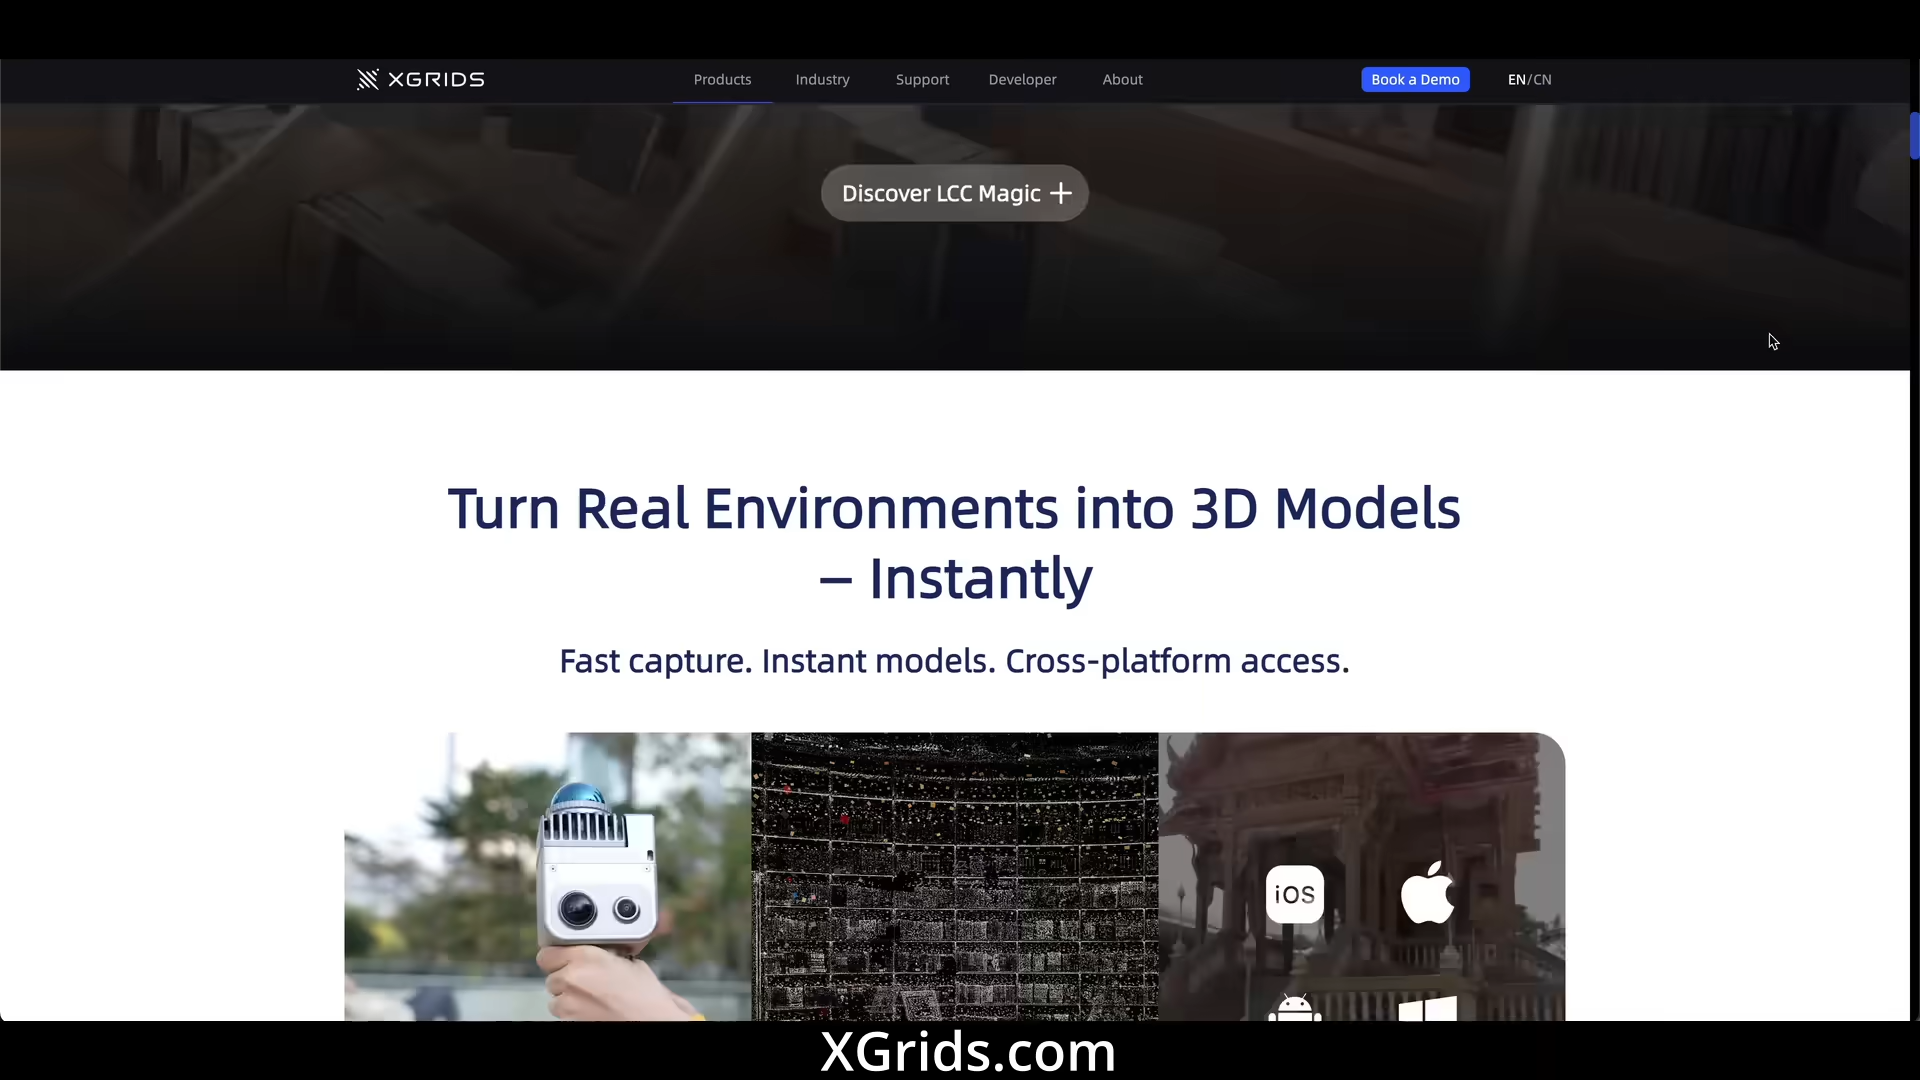 XGRIDS
Products Industry Support Developer About
Book a Demo
EN/CN
Discover LCC Magic +
Turn Real Environments into 3D Models
– Instantly
Fast capture. Instant models. Cross-platform access.
iOS
XGrids.com